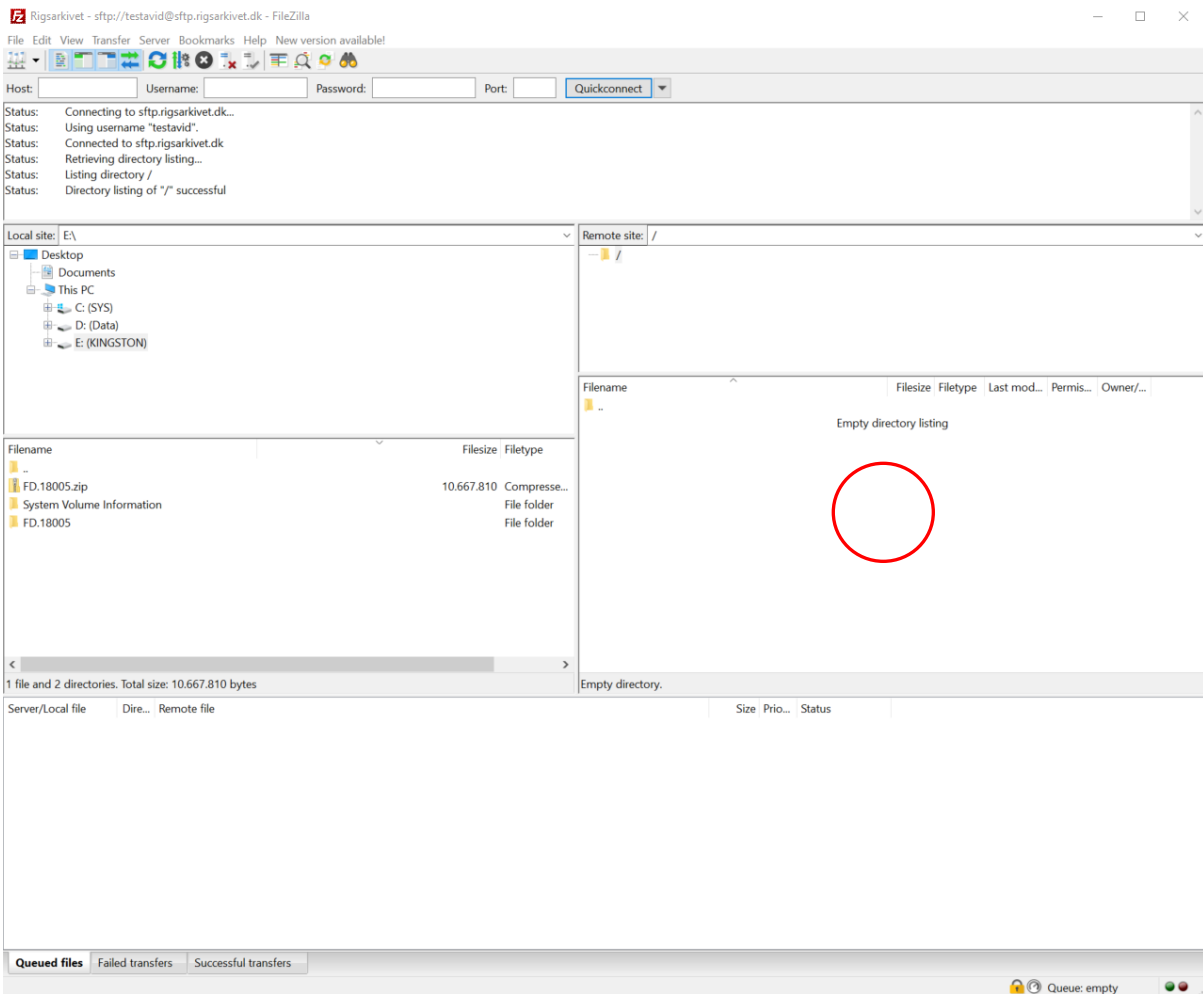 Rigsarkivet - sftp://testavid@sftp.rigsarkivet.dk - FileZilla
File Edit View Transfer Server Bookmarks Help New version available!
Host: Username: Password: Port: Quickconnect
Status: Connecting to sftp.rigsarkivet.dk...
Status: Using username "testavid".
Status: Connected to sftp.rigsarkivet.dk
Status: Retrieving directory listing...
Status: Listing directory /
Status: Directory listing of "/" successful
Local site: E:\
Desktop
Documents
This PC
C: (SYS)
D: (Data)
E: (KINGSTON)
Filename Filesize Filetype
..
FD.18005.zip 10.667.810 Compresse...
System Volume Information File folder
FD.18005 File folder
1 file and 2 directories. Total size: 10.667.810 bytes
Remote site: /
/
Filename Filesize Filetype Last mod... Permis... Owner/...
..
Empty directory listing
Empty directory.
Server/Local file Dire... Remote file Size Prio... Status
Queued files Failed transfers Successful transfers
Queue: empty